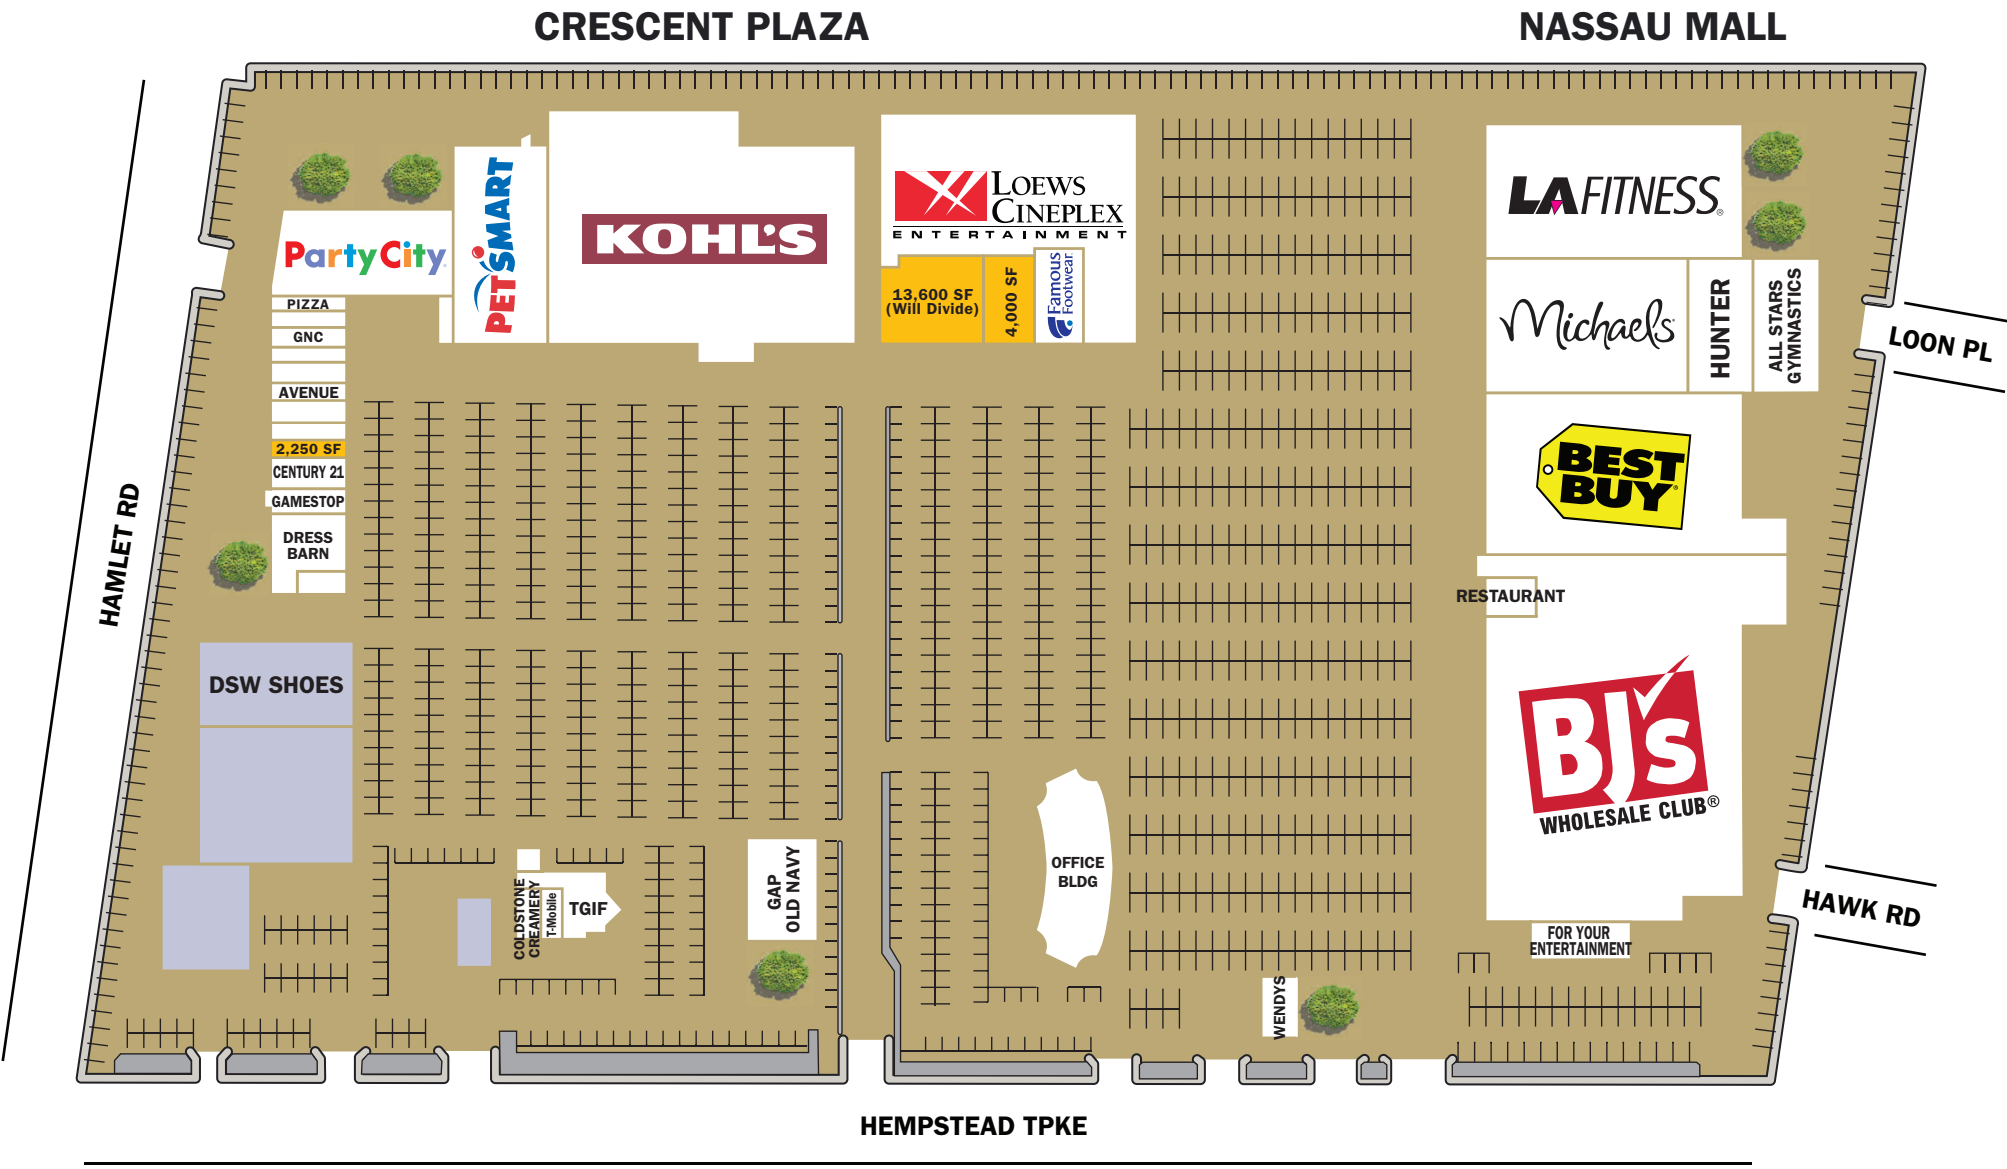 CRESCENT PLAZA
NASSAU MALL
HAMLET RD
Party City
PIZZA
GNC
AVENUE
2,250 SF
CENTURY 21
GAMESTOP
DRESS
BARN
DSW SHOES
PETSMART
KOHL'S
LOEWS
CINEPLEX
ENTERTAINMENT
13,600 SF
(Will Divide)
4,000 SF
Famous
Footwear
LA FITNESS®
Michaels
HUNTER
ALL STARS
GYMNASTICS
LOON PL
BEST
BUY®
RESTAURANT
BJ's
WHOLESALE CLUB®
HAWK RD
FOR YOUR
ENTERTAINMENT
COLDSTONE
CREAMERY
T-Mobile
TGIF
GAP
OLD NAVY
OFFICE
BLDG
WENDYS
HEMPSTEAD TPKE